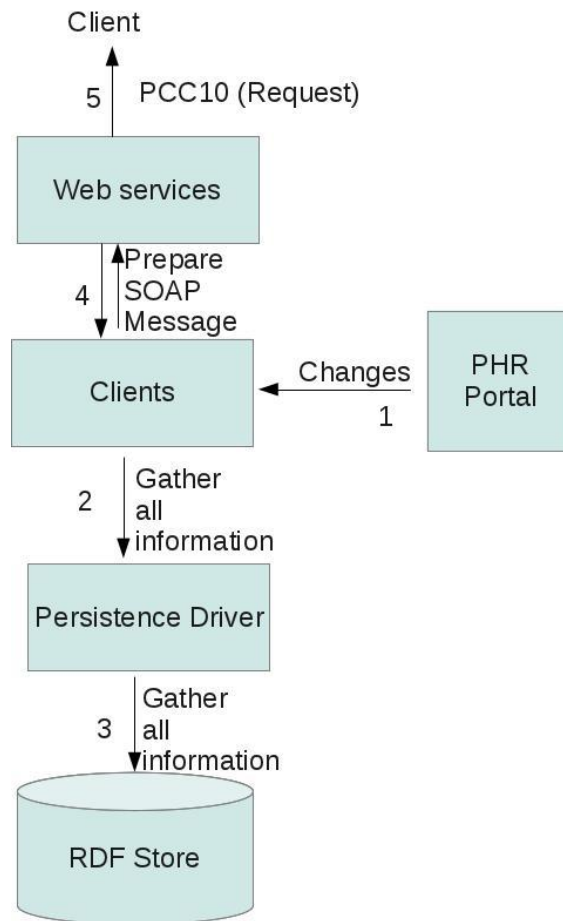 Client
5
PCC10 (Request)
Web services
4
Prepare
SOAP
Message
Clients
Changes
1
PHR
Portal
2
Gather
all
information
Persistence Driver
3
Gather
all
information
RDF Store